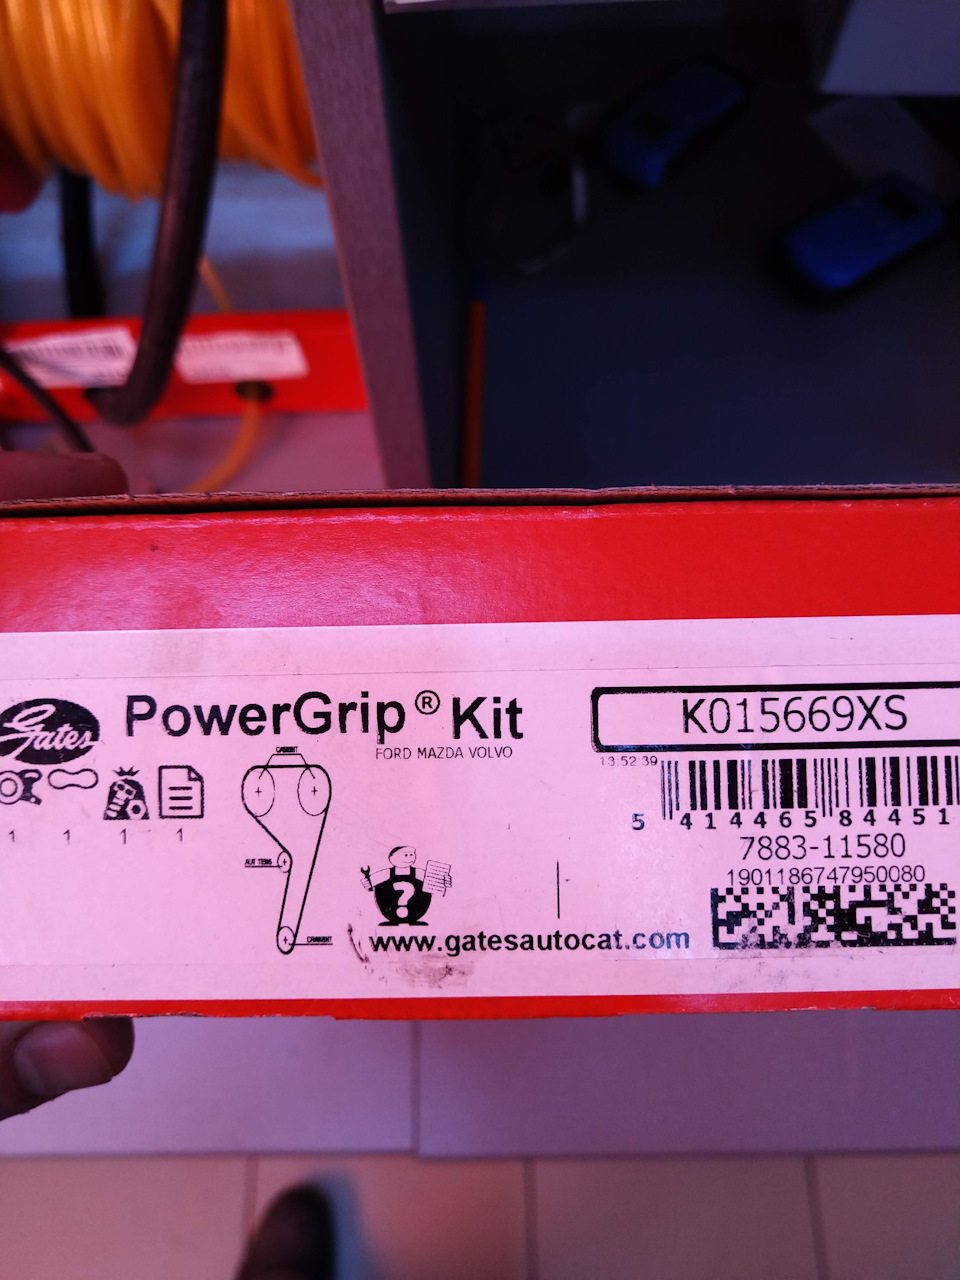 Gates
PowerGrip® Kit
FORD MAZDA VOLVO
K015669XS
13:52:39
5 414465 84451
7883-11580
1901186747950080
1 1 1 1
?
www.gatesautocat.com